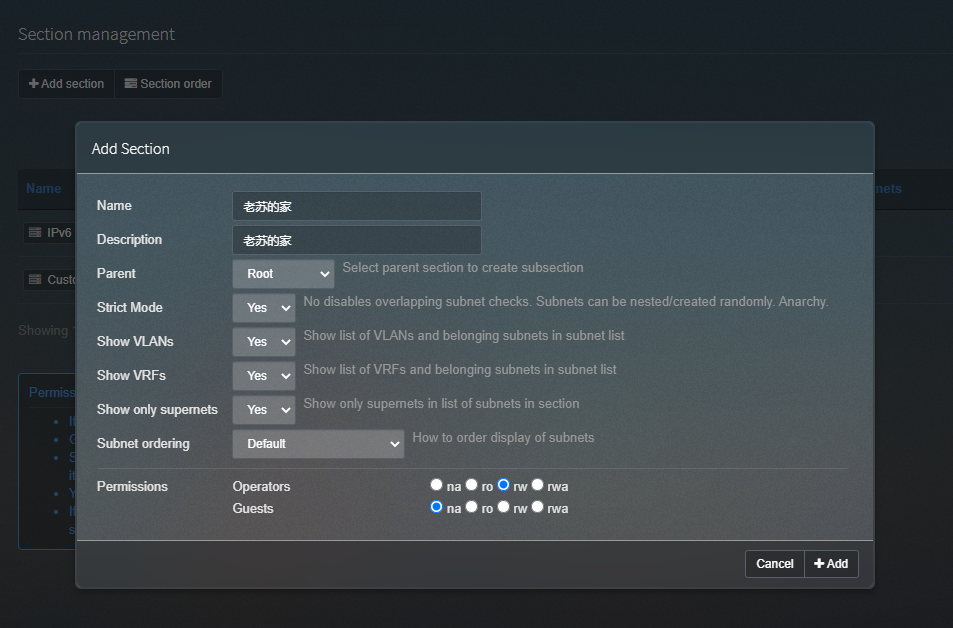 Section management
Add section Section order
Add Section
Name
Name 老苏的家
IPv6
Description 老苏的家
Parent Root Select parent section to create subsection
Strict Mode Yes No disables overlapping subnet checks. Subnets can be nested/created randomly. Anarchy.
Showing
Show VLANs Yes Show list of VLANs and belonging subnets in subnet list
Show VRFs Yes Show list of VRFs and belonging subnets in subnet list
Show only supernets Yes Show only supernets in list of subnets in section
Subnet ordering Default How to order display of subnets
Permissions Operators na ro rw rwa
Guests na ro rw rwa
Cancel Add